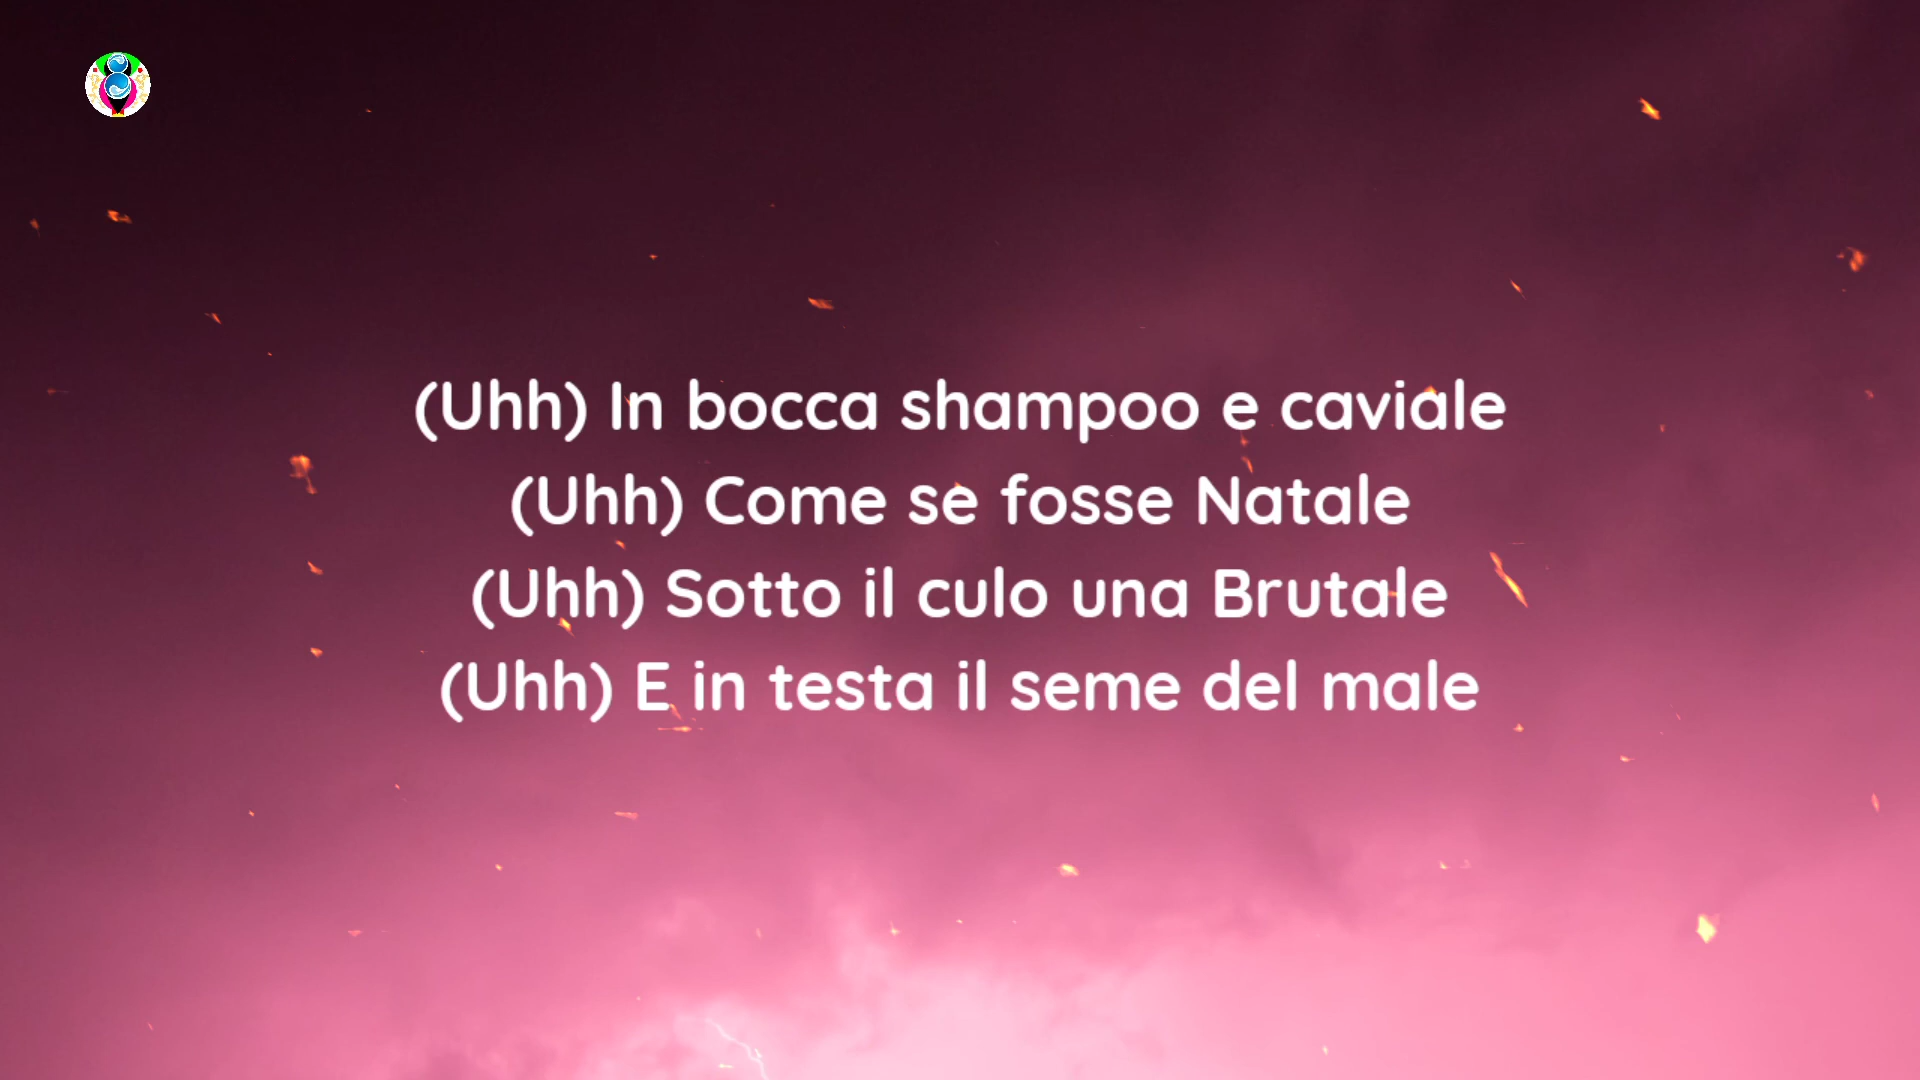 (Uhh) In bocca shampoo e caviale
(Uhh) Come se fosse Natale
(Uhh) Sotto il culo una Brutale
(Uhh) E in testa il seme del male